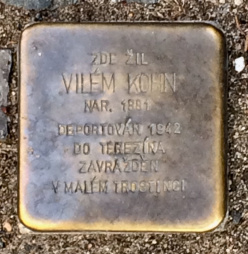 ZDE ŽIL
VILÉM KOHN
NAR. 1881
DEPORTOVÁN 1942
DO TEREZÍNA
ZAVRAŽDĚN
V MALÉM TROSTINCI